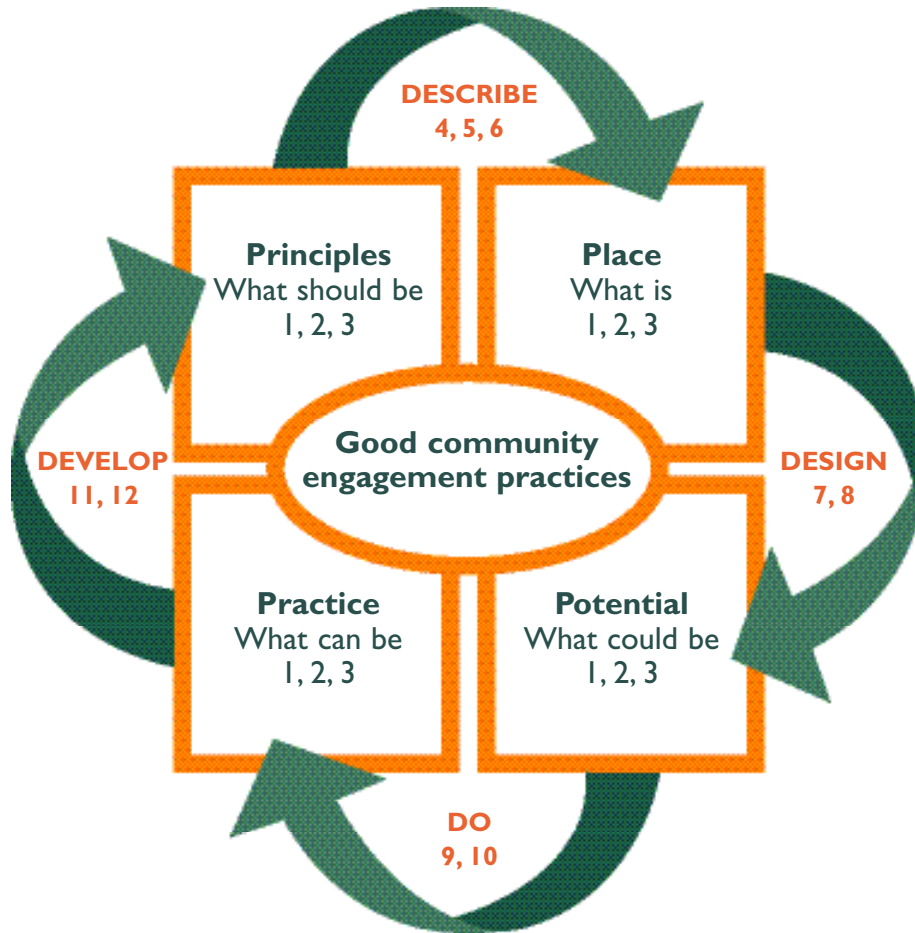 DESCRIBE
4, 5, 6
Principles
What should be
1, 2, 3
Place
What is
1, 2, 3
Good community
engagement practices
DEVELOP
11, 12
DESIGN
7, 8
Practice
What can be
1, 2, 3
Potential
What could be
1, 2, 3
DO
9, 10